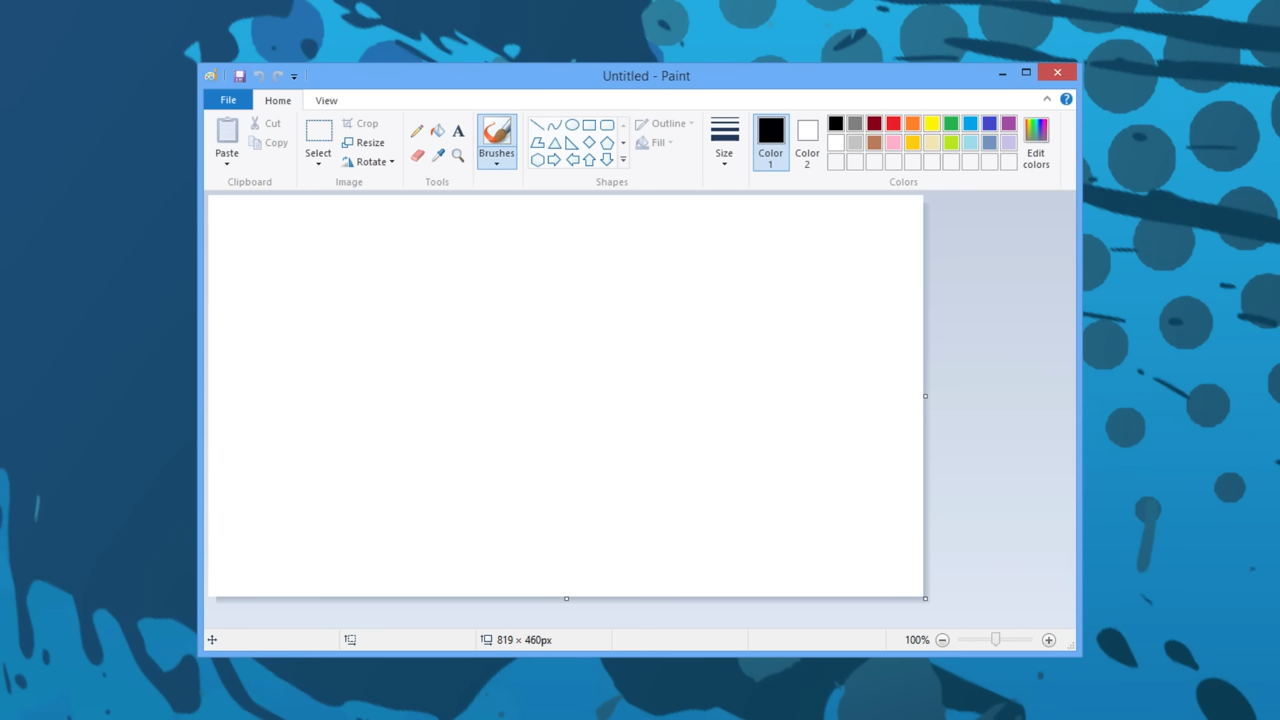 Untitled - Paint
File Home View
Paste
Cut
Copy
Clipboard
Select
Crop
Resize
Rotate
Image
A
Tools
Brushes
Outline
Fill
Shapes
Size
Color
1
Color
2
Edit
colors
Colors
?
819 × 460px
100%